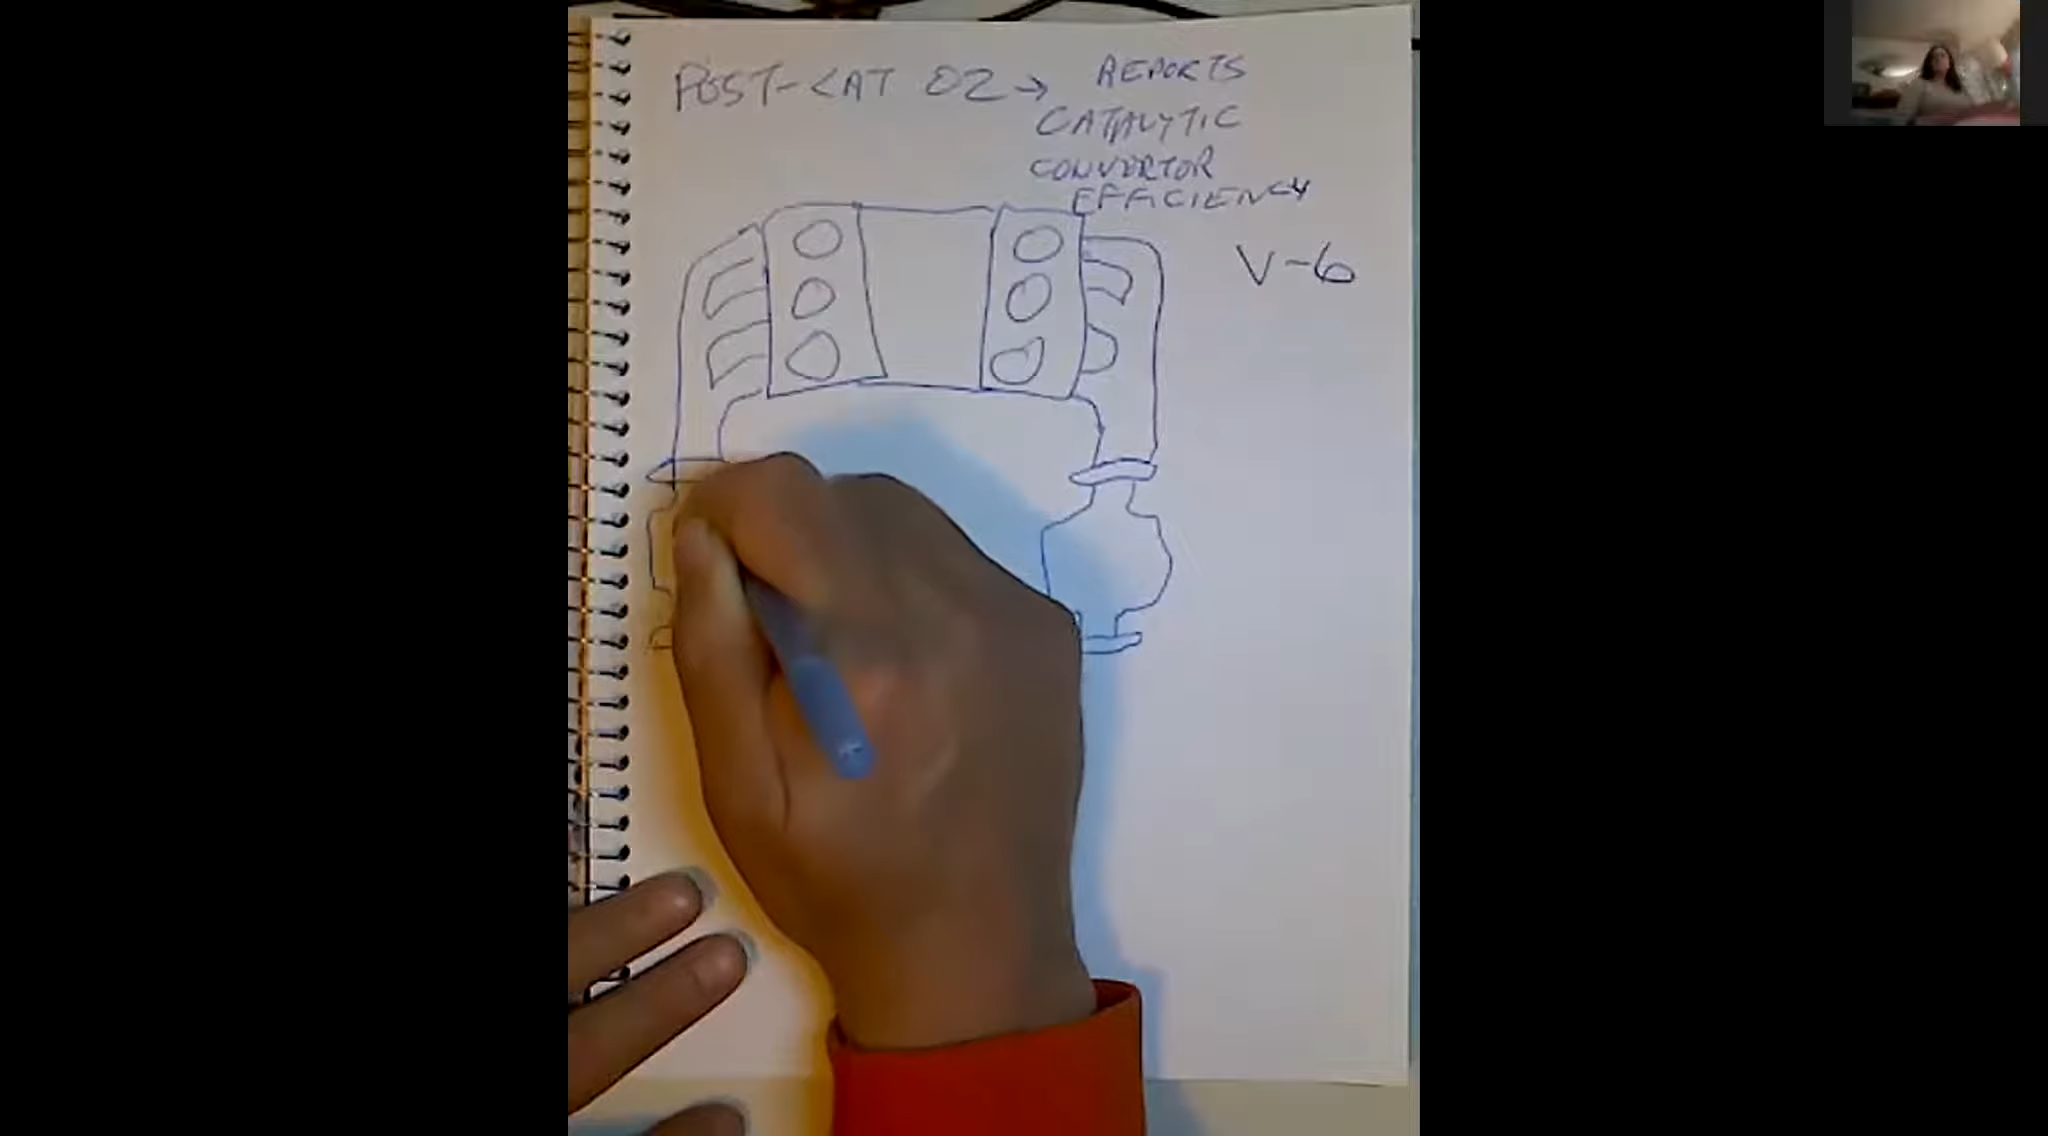 POST-CAT O2 → REPORTS
CATALYTIC
CONVERTOR
EFFICIENCY
V-6